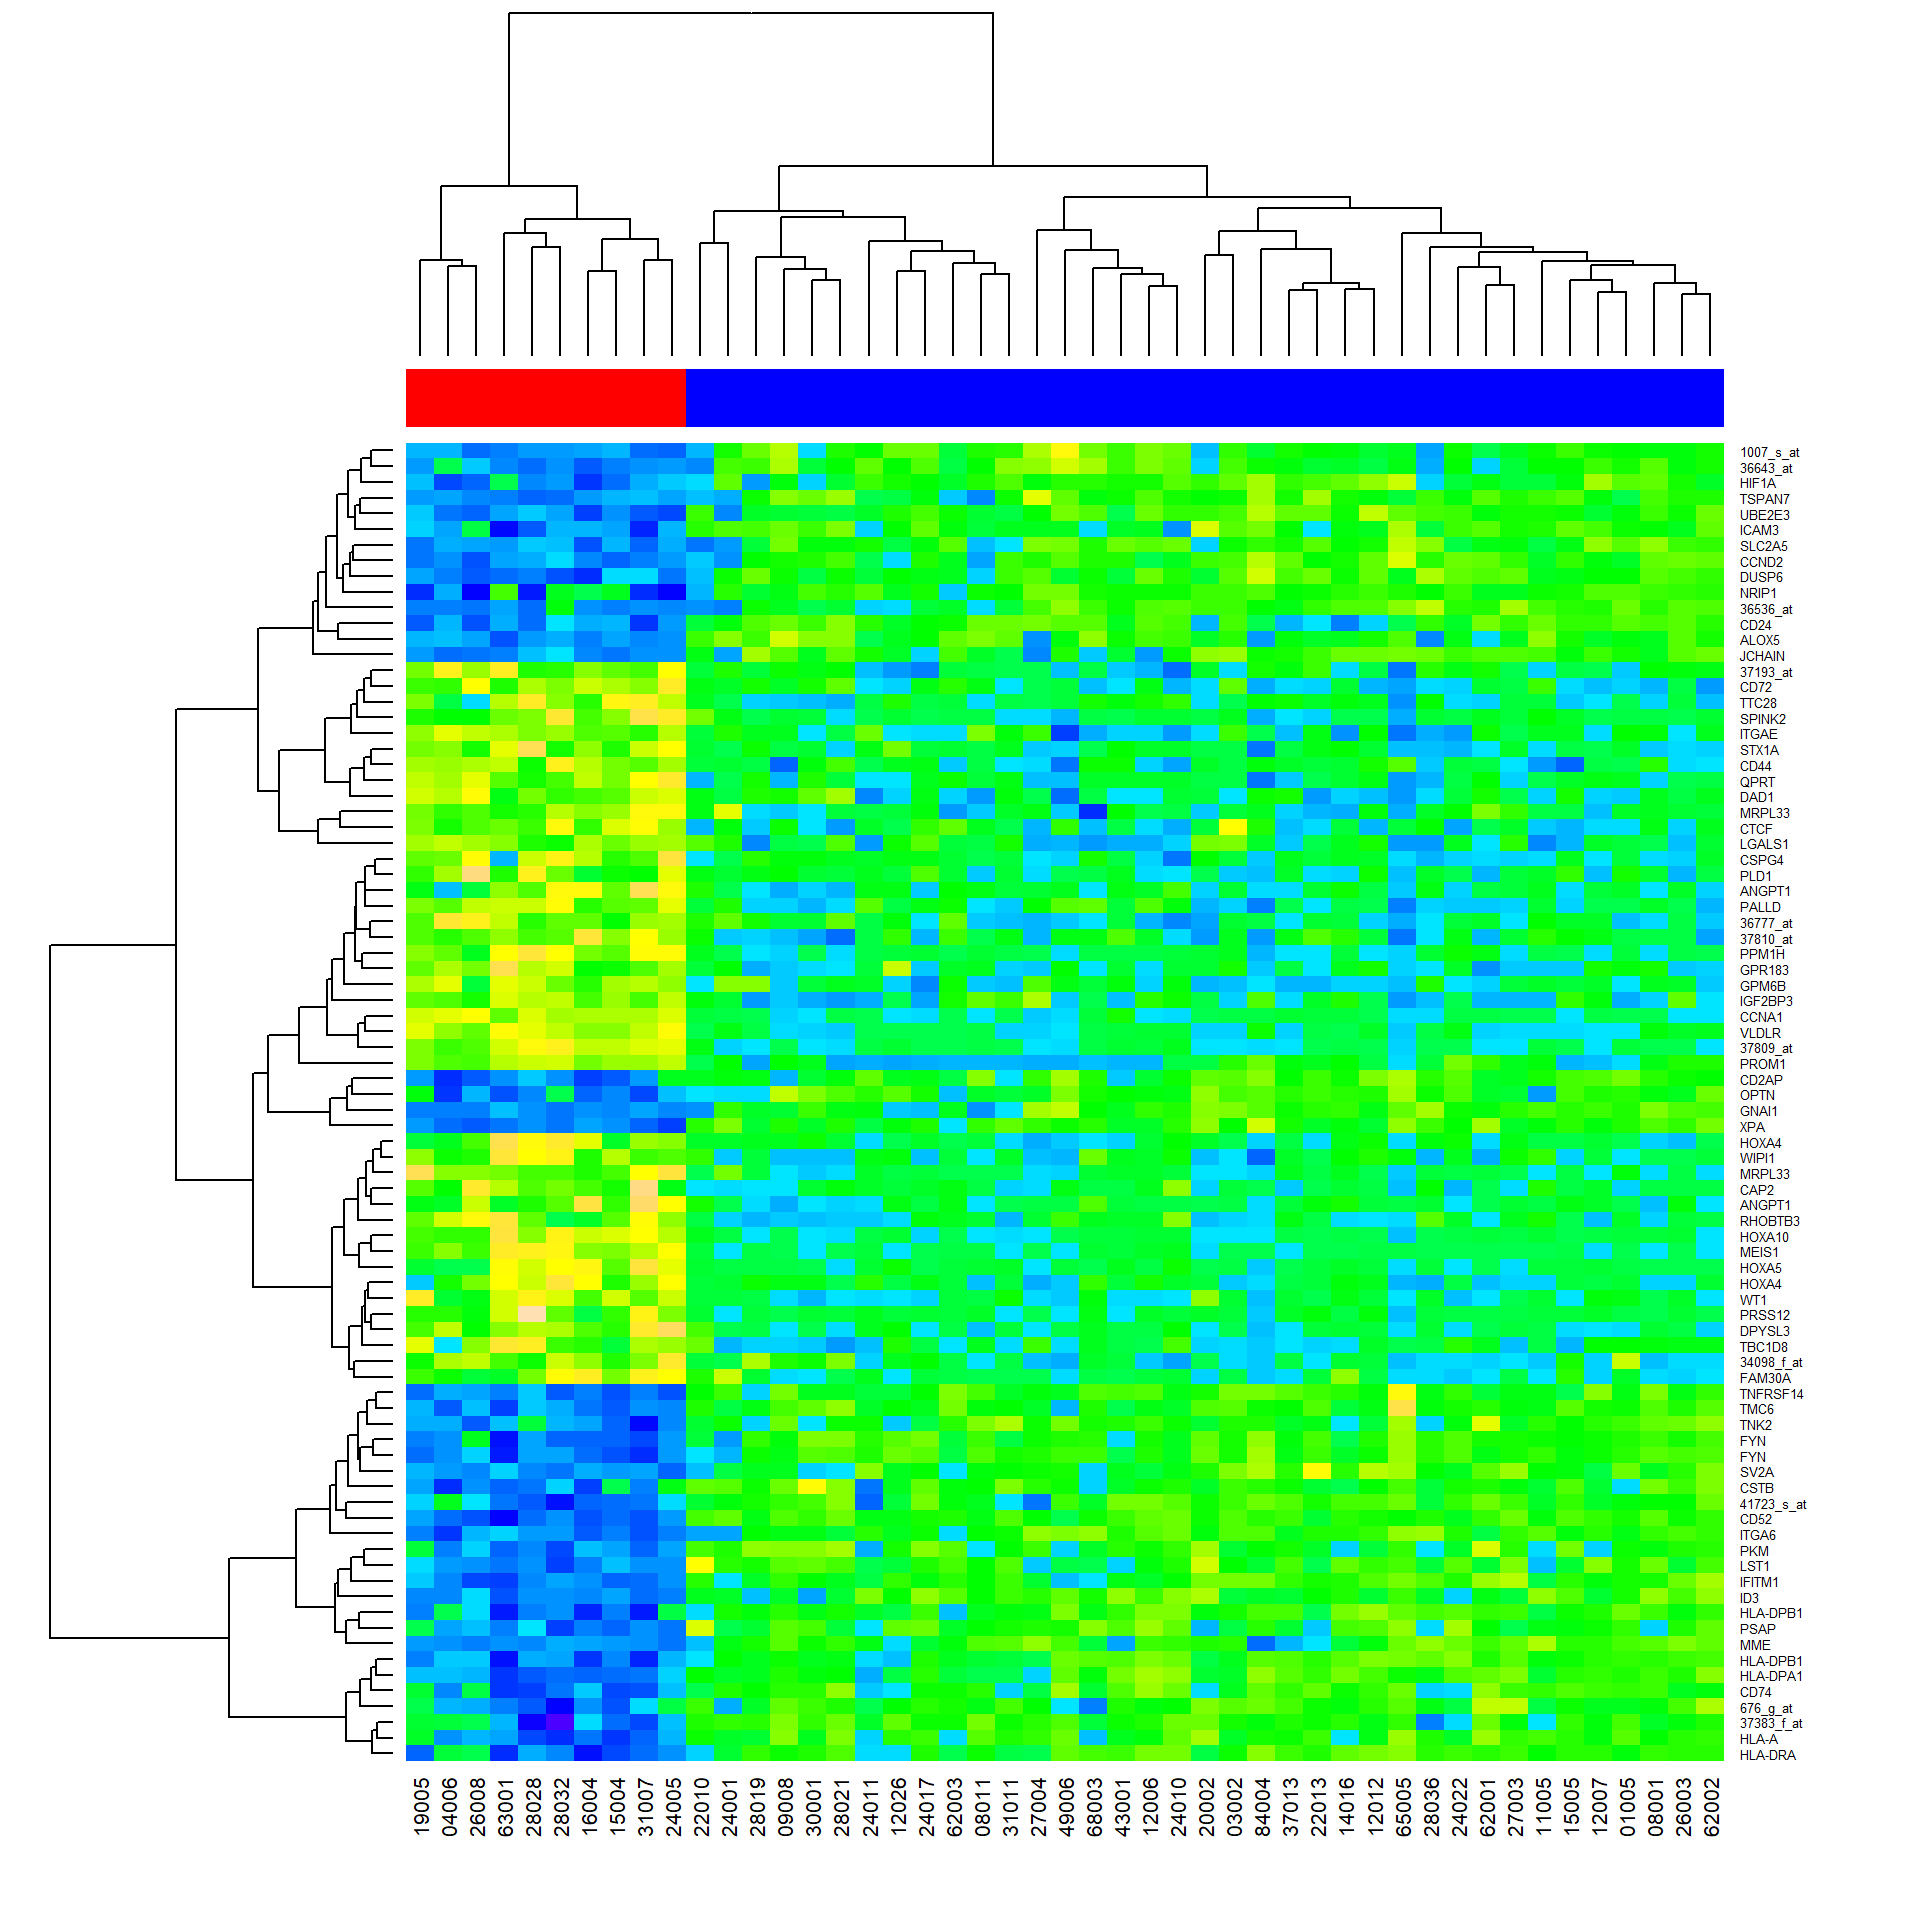 1007_s_at
36643_at
HIF1A
TSPAN7
UBE2E3
ICAM3
SLC2A5
CCND2
DUSP6
NRIP1
36536_at
CD24
ALOX5
JCHAIN
37193_at
CD72
TTC28
SPINK2
ITGAE
STX1A
CD44
QPRT
DAD1
MRPL33
CTCF
LGALS1
CSPG4
PLD1
ANGPT1
PALLD
36777_at
37810_at
PPM1H
GPR183
GPM6B
IGF2BP3
CCNA1
VLDLR
37809_at
PROM1
CD2AP
OPTN
GNAI1
XPA
HOXA4
WIPI1
MRPL33
CAP2
ANGPT1
RHOBTB3
HOXA10
MEIS1
HOXA5
HOXA4
WT1
PRSS12
DPYSL3
TBC1D8
34098_f_at
FAM30A
TNFRSF14
TMC6
TNK2
FYN
FYN
SV2A
CSTB
41723_s_at
CD52
ITGA6
PKM
LST1
IFITM1
ID3
HLA-DPB1
PSAP
MME
HLA-DPB1
HLA-DPA1
CD74
676_g_at
37383_f_at
HLA-A
HLA-DRA
19005
04006
26008
63001
28028
28032
16004
15004
31007
24005
22010
24001
28019
09008
30001
28021
24011
12026
24017
62003
08011
31011
27004
49006
68003
43001
12006
24010
20002
03002
84004
37013
22013
14016
12012
65005
28036
24022
62001
27003
11005
15005
12007
01005
08001
26003
62002